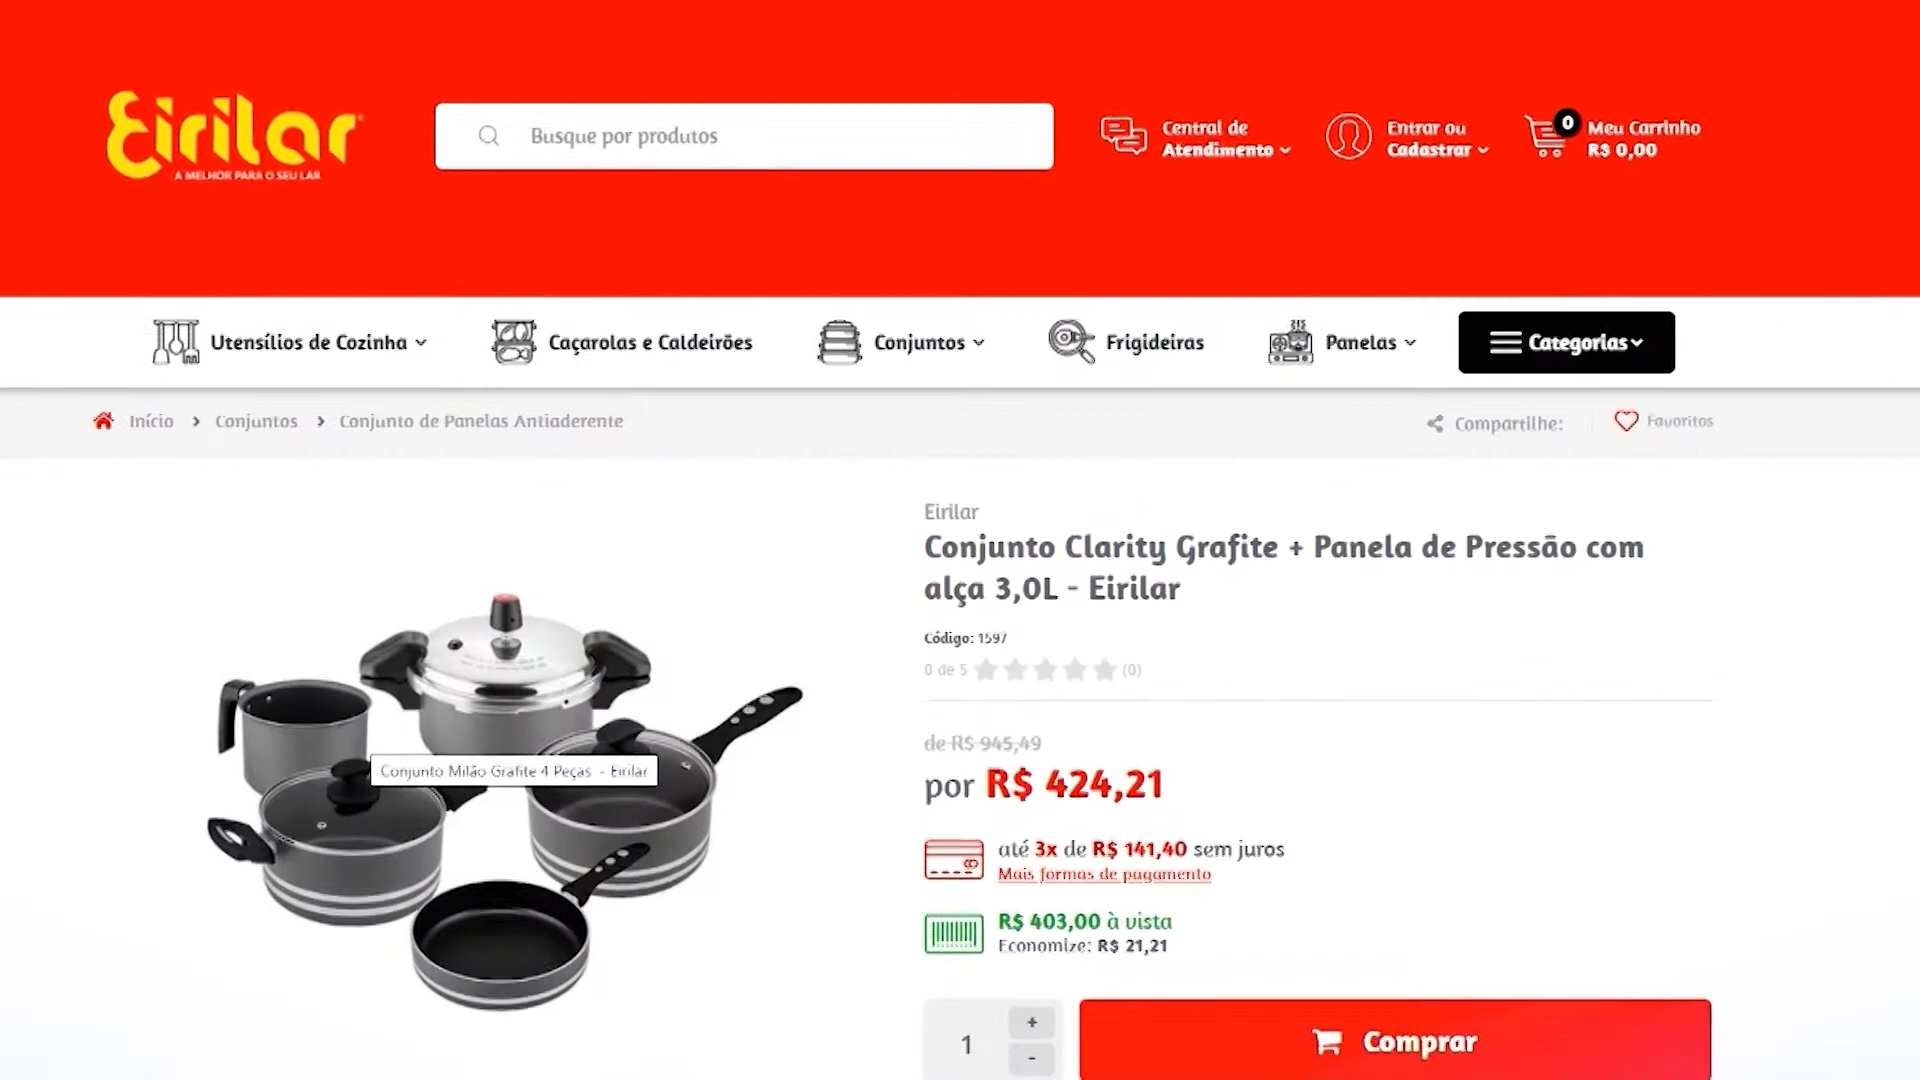 Eirilar
A MELHOR PARA O SEU LAR
Busque por produtos
Central de
Atendimento
Entrar ou
Cadastrar
0
Meu Carrinho
R$ 0,00
Utensílios de Cozinha
Caçarolas e Caldeirões
Conjuntos
Frigideiras
Panelas
Categorias
Início > Conjuntos > Conjunto de Panelas Antiaderente
Compartilhe:
Favoritos
Eirilar
Conjunto Clarity Grafite + Panela de Pressão com
alça 3,0L - Eirilar
Código: 1597
0 de 5 (0)
de R$ 945,49
por R$ 424,21
até 3x de R$ 141,40 sem juros
Mais formas de pagamento
R$ 403,00 à vista
Economize: R$ 21,21
1
+
-
Comprar
Conjunto Milão Grafite 4 Peças - Eirilar